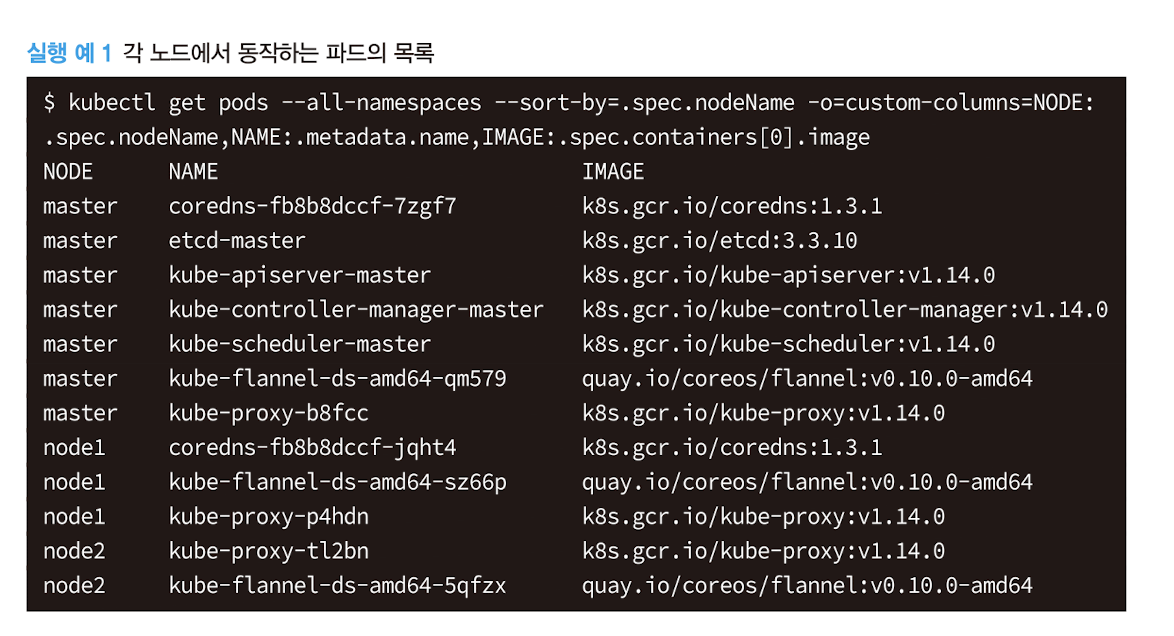 실행 예 1 각 노드에서 동작하는 파드의 목록
$ kubectl get pods --all-namespaces --sort-by=.spec.nodeName -o=custom-columns=NODE:
.spec.nodeName,NAME:.metadata.name,IMAGE:.spec.containers[0].image
NODE NAME IMAGE
master coredns-fb8b8dccf-7zgf7 k8s.gcr.io/coredns:1.3.1
master etcd-master k8s.gcr.io/etcd:3.3.10
master kube-apiserver-master k8s.gcr.io/kube-apiserver:v1.14.0
master kube-controller-manager-master k8s.gcr.io/kube-controller-manager:v1.14.0
master kube-scheduler-master k8s.gcr.io/kube-scheduler:v1.14.0
master kube-flannel-ds-amd64-qm579 quay.io/coreos/flannel:v0.10.0-amd64
master kube-proxy-b8fcc k8s.gcr.io/kube-proxy:v1.14.0
node1 coredns-fb8b8dccf-jqht4 k8s.gcr.io/coredns:1.3.1
node1 kube-flannel-ds-amd64-sz66p quay.io/coreos/flannel:v0.10.0-amd64
node1 kube-proxy-p4hdn k8s.gcr.io/kube-proxy:v1.14.0
node2 kube-proxy-tl2bn k8s.gcr.io/kube-proxy:v1.14.0
node2 kube-flannel-ds-amd64-5qfzx quay.io/coreos/flannel:v0.10.0-amd64